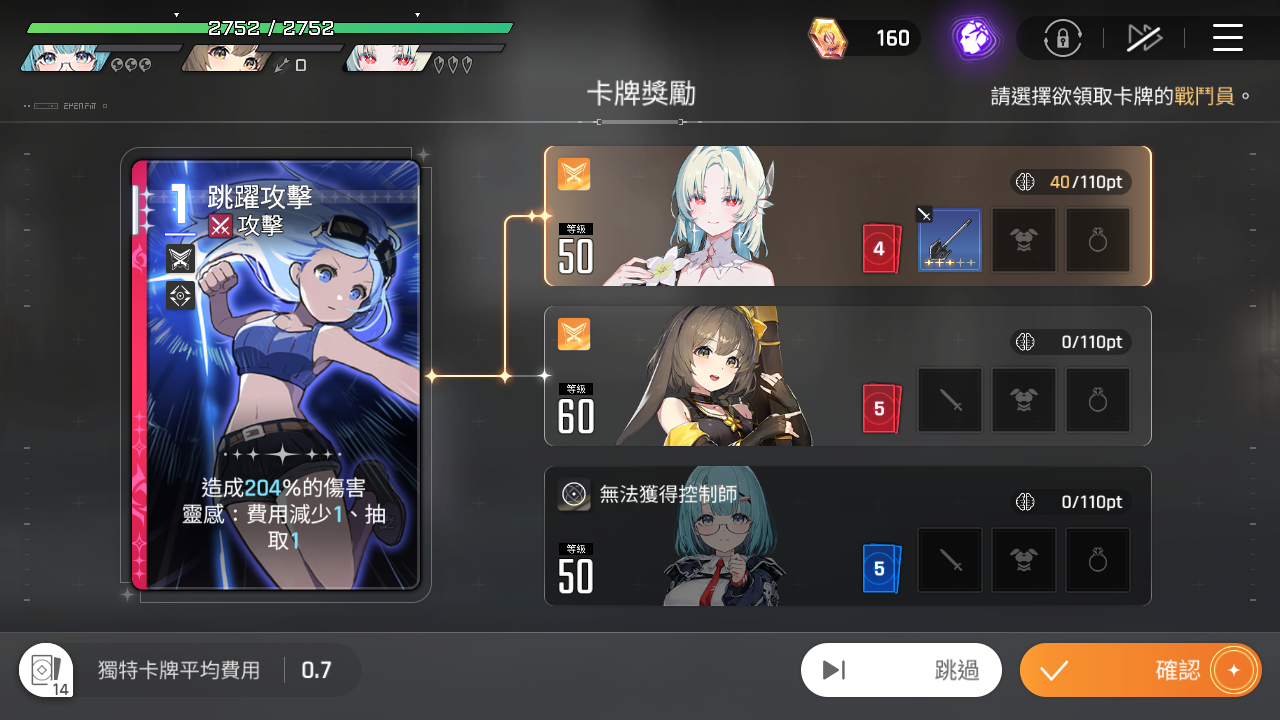 2752 / 2752
160
0
卡牌獎勵
請選擇欲領取卡牌的戰鬥員。
1
跳躍攻擊
攻擊
造成204%的傷害
靈感：費用減少1、抽
取1
40/110pt
等級
50
4
0/110pt
等級
60
5
無法獲得控制師
0/110pt
等級
50
5
14
獨特卡牌平均費用
0.7
跳過
確認